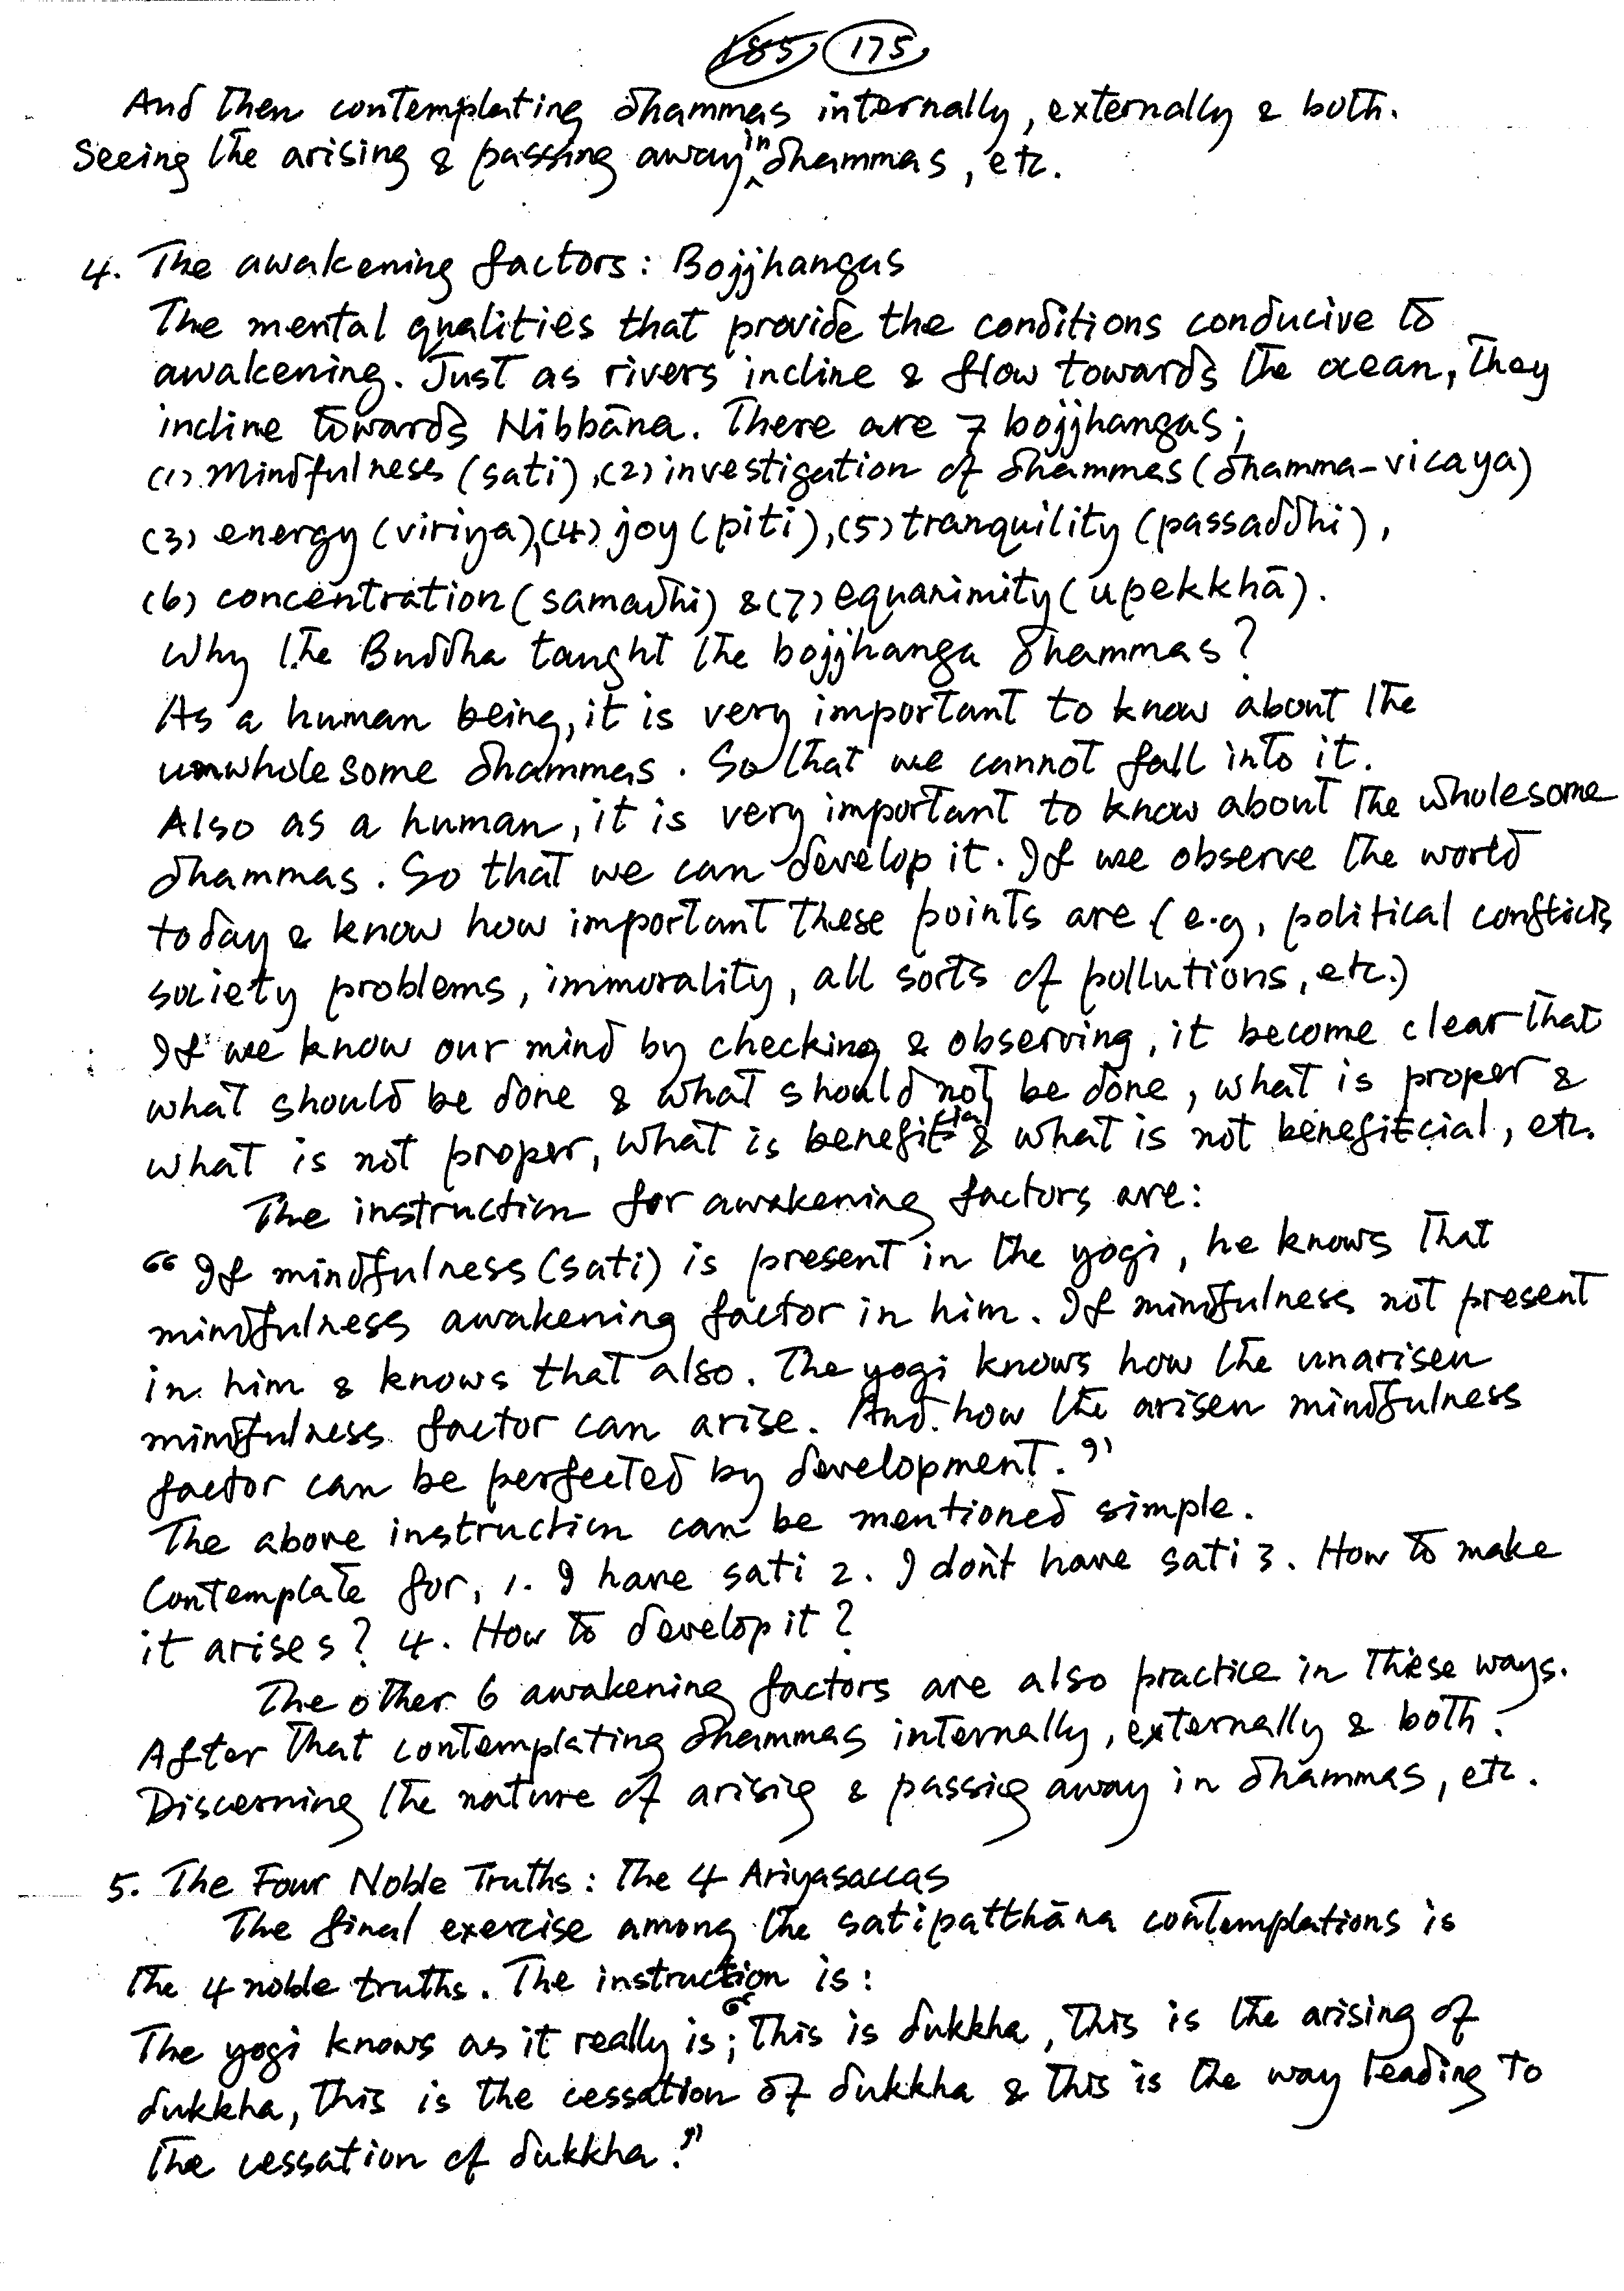 185 175
And then contemplating dhammas internally, externally & both.
Seeing the arising & passing away in dhammas, etc.
4. The awakening factors: Bojjhangas
The mental qualities that provide the conditions conducive to
awakening. Just as rivers incline & flow towards the ocean, they
incline towards Nibbāna. There are 7 bojjhangas;
(1) Mindfulness (sati), (2) investigation of dhammas (dhamma-vicaya)
(3) energy (viriya), (4) joy (piti), (5) tranquility (passaddhi),
(6) concentration (samadhi) & (7) equanimity (upekkhā).
Why the Buddha taught the bojjhanga dhammas?
As a human being, it is very important to know about the
unwholesome dhammas. So that we cannot fall into it.
Also as a human, it is very important to know about the wholesome
dhammas. So that we can develop it. If we observe the world
today & know how important these points are (e.g, political conflicts
society problems, immorality, all sorts of pollutions, etc.)
If we know our mind by checking & observing, it become clear that
what should be done & what should not be done, what is proper &
what is not proper, what is beneficial & what is not beneficial, etc.
The instruction for awakening factors are:
“If mindfulness (sati) is present in the yogi, he knows that
mindfulness awakening factor in him. If mindfulness not present
in him & knows that also. The yogi knows how the unarisen
mindfulness factor can arise. And how the arisen mindfulness
factor can be perfected by development.”
The above instruction can be mentioned simple.
Contemplate for, 1. I have sati 2. I don't have sati 3. How to make
it arises? 4. How to develop it?
The other 6 awakening factors are also practice in these ways.
After that contemplating dhammas internally, externally & both.
Discerning the nature of arisig & passig away in dhammas, etc.
5. The Four Noble Truths: The 4 Ariyasaccas
The final exercise among the satipatthāna contemplations is
the 4 noble truths. The instruction is:
The yogi knows as it really is; “This is dukkha, this is the arising of
dukkha, this is the cessation of dukkha & this is the way leading to
the cessation of dukkha.”